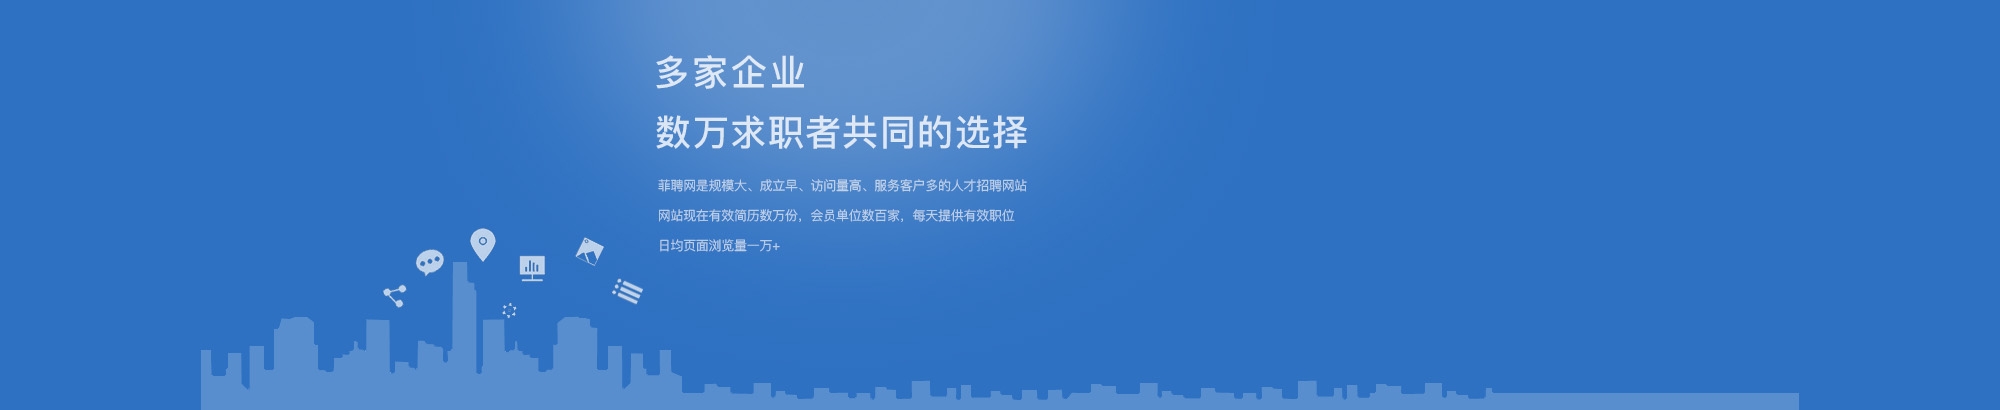 多家企业
数万求职者共同的选择
菲聘网是规模大、成立早、访问量高、服务客户多的人才招聘网站
网站现在有效简历数万份，会员单位数百家，每天提供有效职位
日均页面浏览量一万+